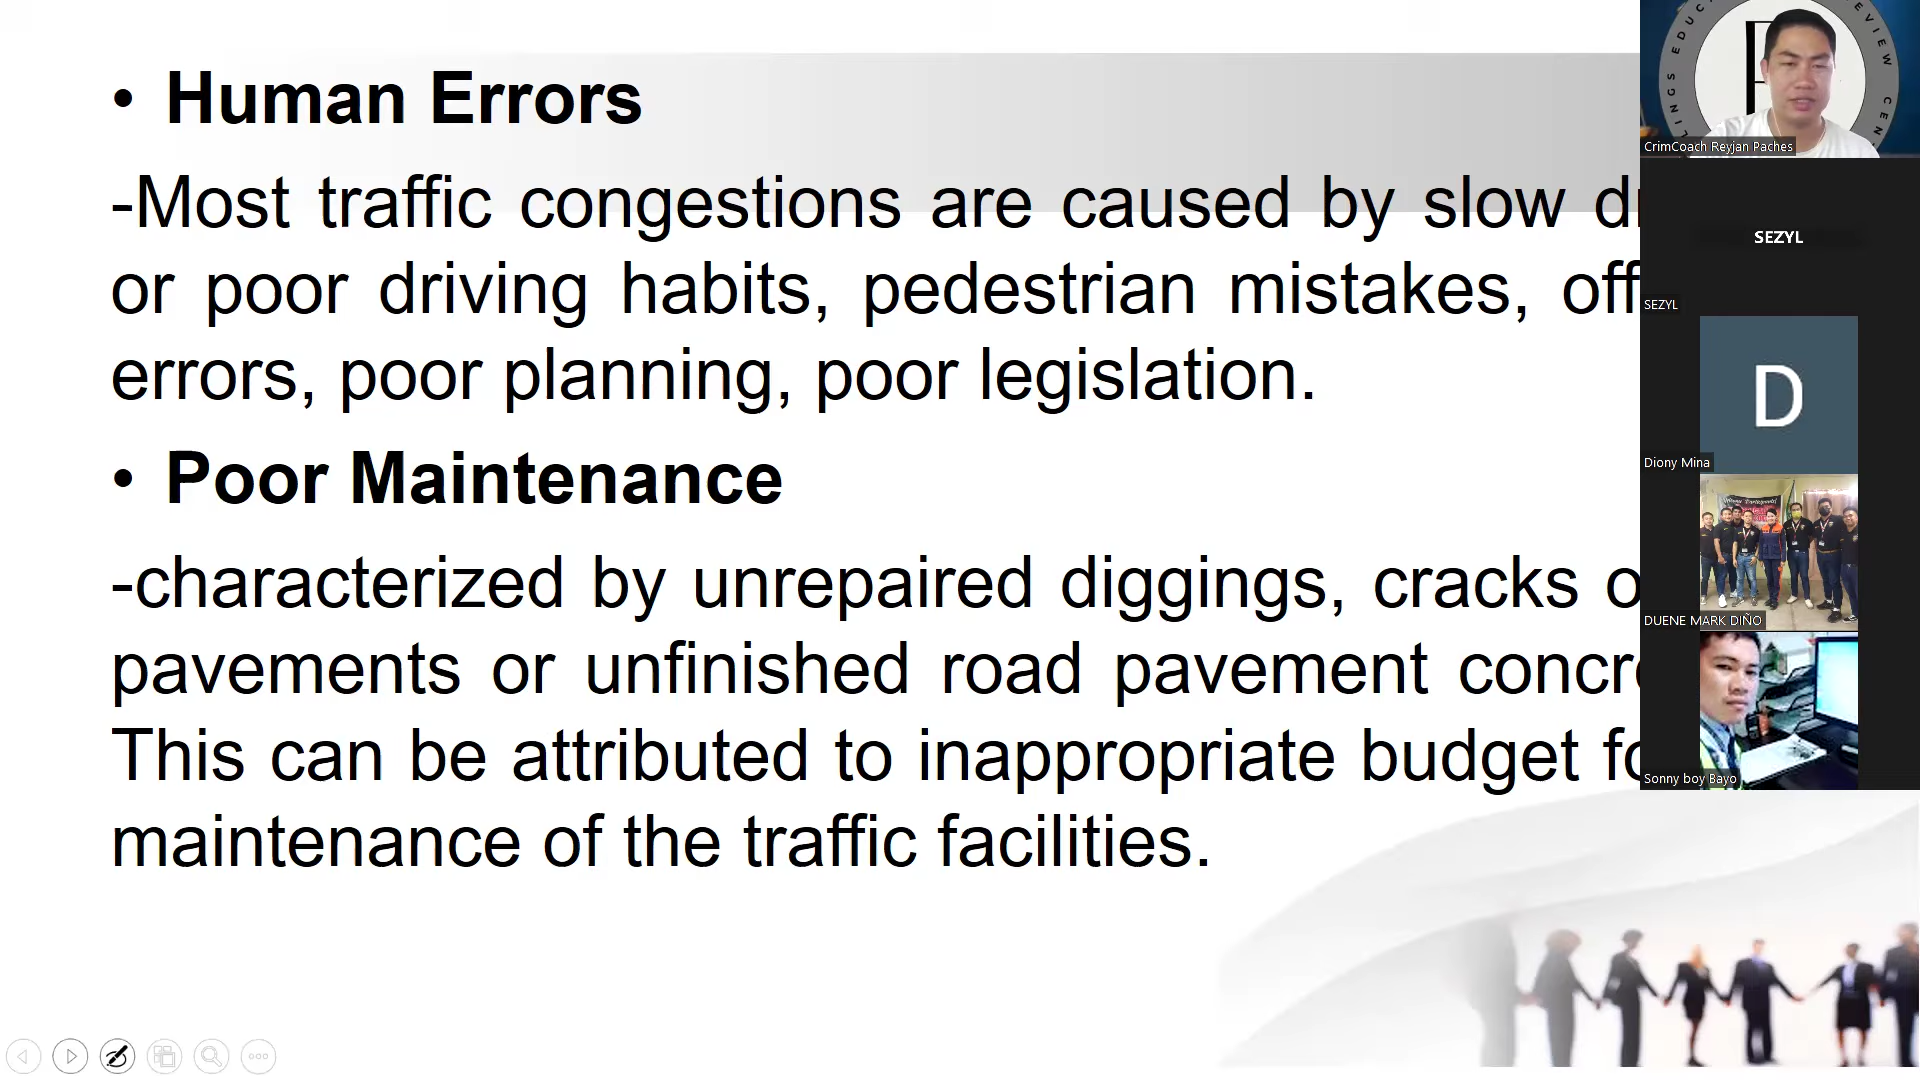 • Human Errors
-Most traffic congestions are caused by slow
or poor driving habits, pedestrian mistakes,
errors, poor planning, poor legislation.
• Poor Maintenance
-characterized by unrepaired diggings, cracks
pavements or unfinished road pavement
This can be attributed to inappropriate budget
maintenance of the traffic facilities.
CrimCoach Reyjan Paches
SEZYL
SEZYL
D
Diony Mina
DUENE MARK DIÑO
Sonny boy Bayo